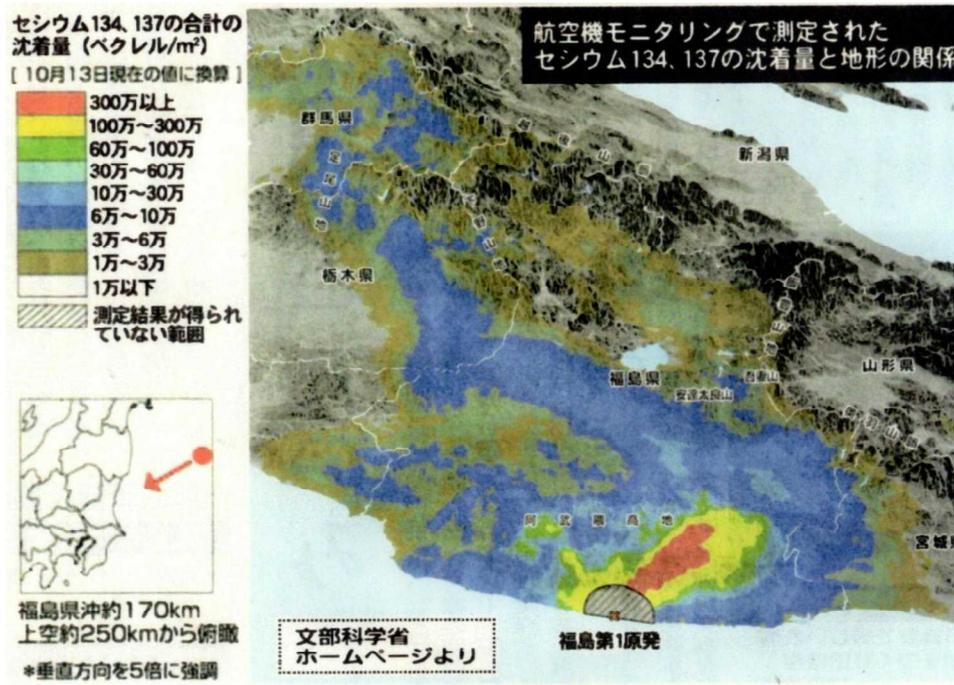 セシウム134、137の合計の
沈着量 (ベクレル/m²)
[ 10月13日現在の値に換算 ]
300万以上
100万～300万
60万～100万
30万～60万
10万～30万
6万～10万
3万～6万
1万～3万
1万以下
測定結果が得られ
ていない範囲
航空機モニタリングで測定された
セシウム134、137の沈着量と地形の関係
群馬県
足尾山地
栃木県
新潟県
福島県
吾妻山
安達太良山
山形県
宮城県
阿武隈高地
福島第1原発
文部科学省
ホームページより
福島県沖約170km
上空約250kmから俯瞰
*垂直方向を5倍に強調